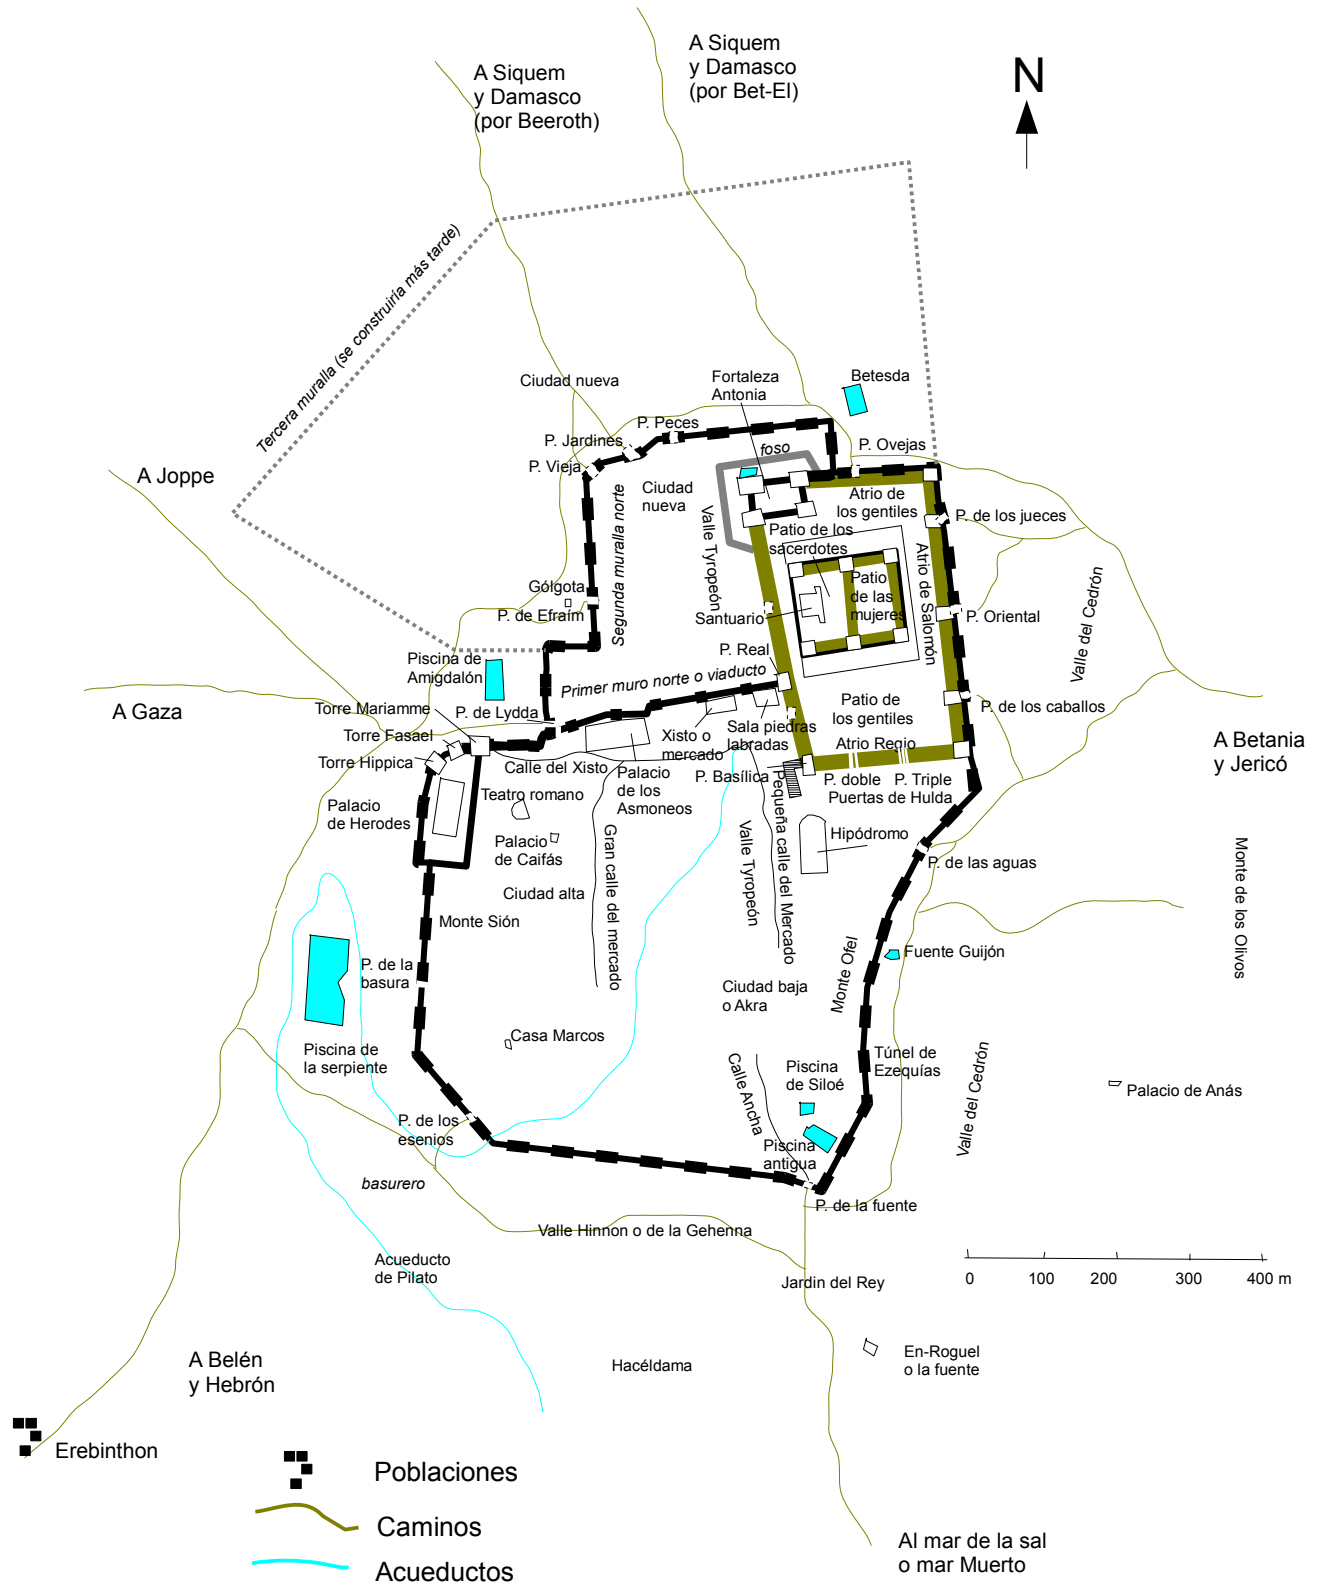 A Siquem
y Damasco
(por Bet-El)
A Siquem
y Damasco
(por Beeroth)
N
Tercera muralla (se construiría más tarde)
A Joppe
Ciudad nueva
Fortaleza
Antonia
Betesda
P. Peces
P. Jardines
P. Vieja
foso
P. Ovejas
Ciudad
nueva
Atrio de
los gentiles
Segunda muralla norte
Valle Tyropeón
Patio de los
sacerdotes
P. de los jueces
Atrio de Salomón
Patio
de las
mujeres
Gólgota
P. de Efraím
Santuario
P. Oriental
Valle del Cedrón
Piscina de
Amigdalón
P. Real
Primer muro norte o viaducto
A Gaza
Torre Mariamme
P. de Lydda
Torre Fasael
Torre Hippica
Xisto o
mercado
Sala piedras
labradas
Patio de
los gentiles
P. de los caballos
Atrio Regio
A Betania
y Jericó
Calle del Xisto
Palacio
de los
Asmoneos
P. Basílica
P. doble
P. Triple
Puertas de Hulda
Teatro romano
Palacio
de Herodes
Palacio
de Caifás
Gran calle del mercado
Valle Tyropeón
Pequeña calle del Mercado
Hipódromo
P. de las aguas
Monte de los Olivos
Ciudad alta
Monte Sión
P. de la
basura
Monte Ofel
Fuente Guijón
Ciudad baja
o Akra
Casa Marcos
Piscina de
la serpiente
Calle Ancha
Piscina
de Siloé
Túnel de
Ezequías
Valle del Cedrón
Palacio de Anás
P. de los
esenios
Piscina
antigua
basurero
P. de la fuente
Valle Hinnon o de la Gehenna
Acueducto
de Pilato
Jardin del Rey
0 100 200 300 400 m
En-Roguel
o la fuente
Hacéldama
A Belén
y Hebrón
Erebinthon
Poblaciones
Caminos
Acueductos
Al mar de la sal
o mar Muerto